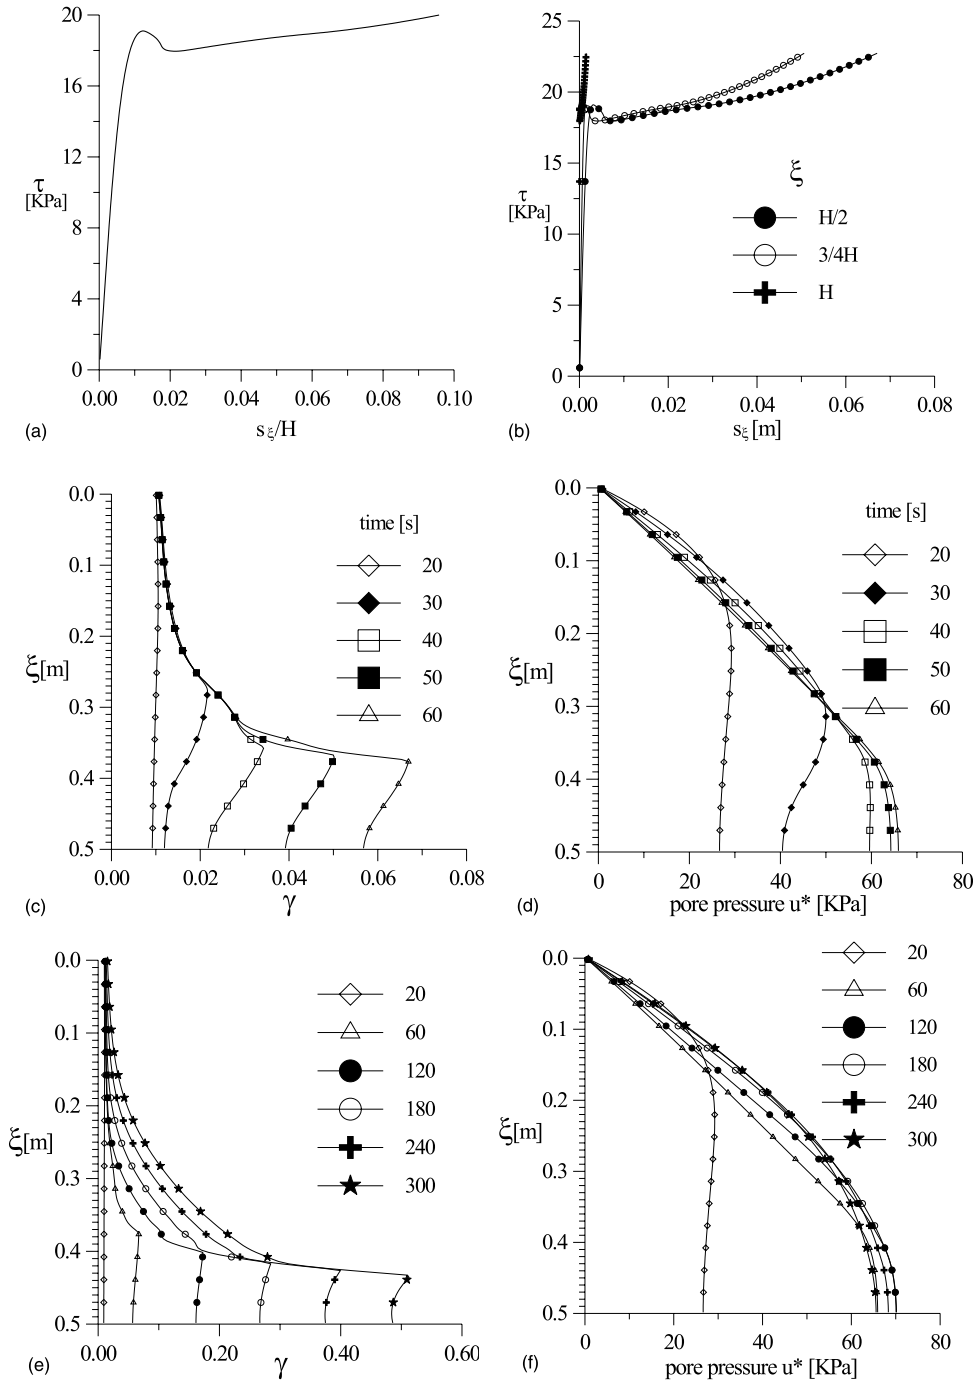 20
16
12
τ
[KPa]
8
4
0
0.00 0.02 0.04 0.06 0.08 0.10
(a)
sξ/H
25
20
15
τ
[KPa]
10
5
0
ξ
H/2
3/4H
H
0.00 0.02 0.04 0.06 0.08
(b)
sξ [m]
0.0
0.1
0.2
ξ[m]
0.3
0.4
0.5
time [s]
20
30
40
50
60
0.00 0.02 0.04 0.06 0.08
(c)
γ
0.0
0.1
0.2
ξ[m]
0.3
0.4
0.5
time [s]
20
30
40
50
60
0 20 40 60 80
(d)
pore pressure u* [KPa]
0.0
0.1
0.2
ξ[m]
0.3
0.4
0.5
20
60
120
180
240
300
0.00 0.20 0.40 0.60
(e)
γ
0.0
0.1
0.2
ξ[m]
0.3
0.4
0.5
20
60
120
180
240
300
0 20 40 60 80
(f)
pore pressure u* [KPa]